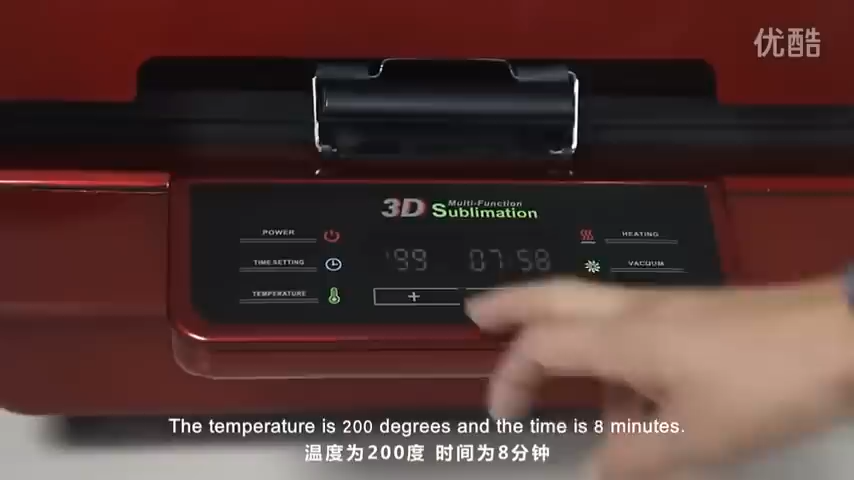 优酷
3D Multi-Function Sublimation
POWER
HEATING
TIME SETTING
07 58
VACUUM
TEMPERATURE
+
The temperature is 200 degrees and the time is 8 minutes.
温度为200度 时间为8分钟